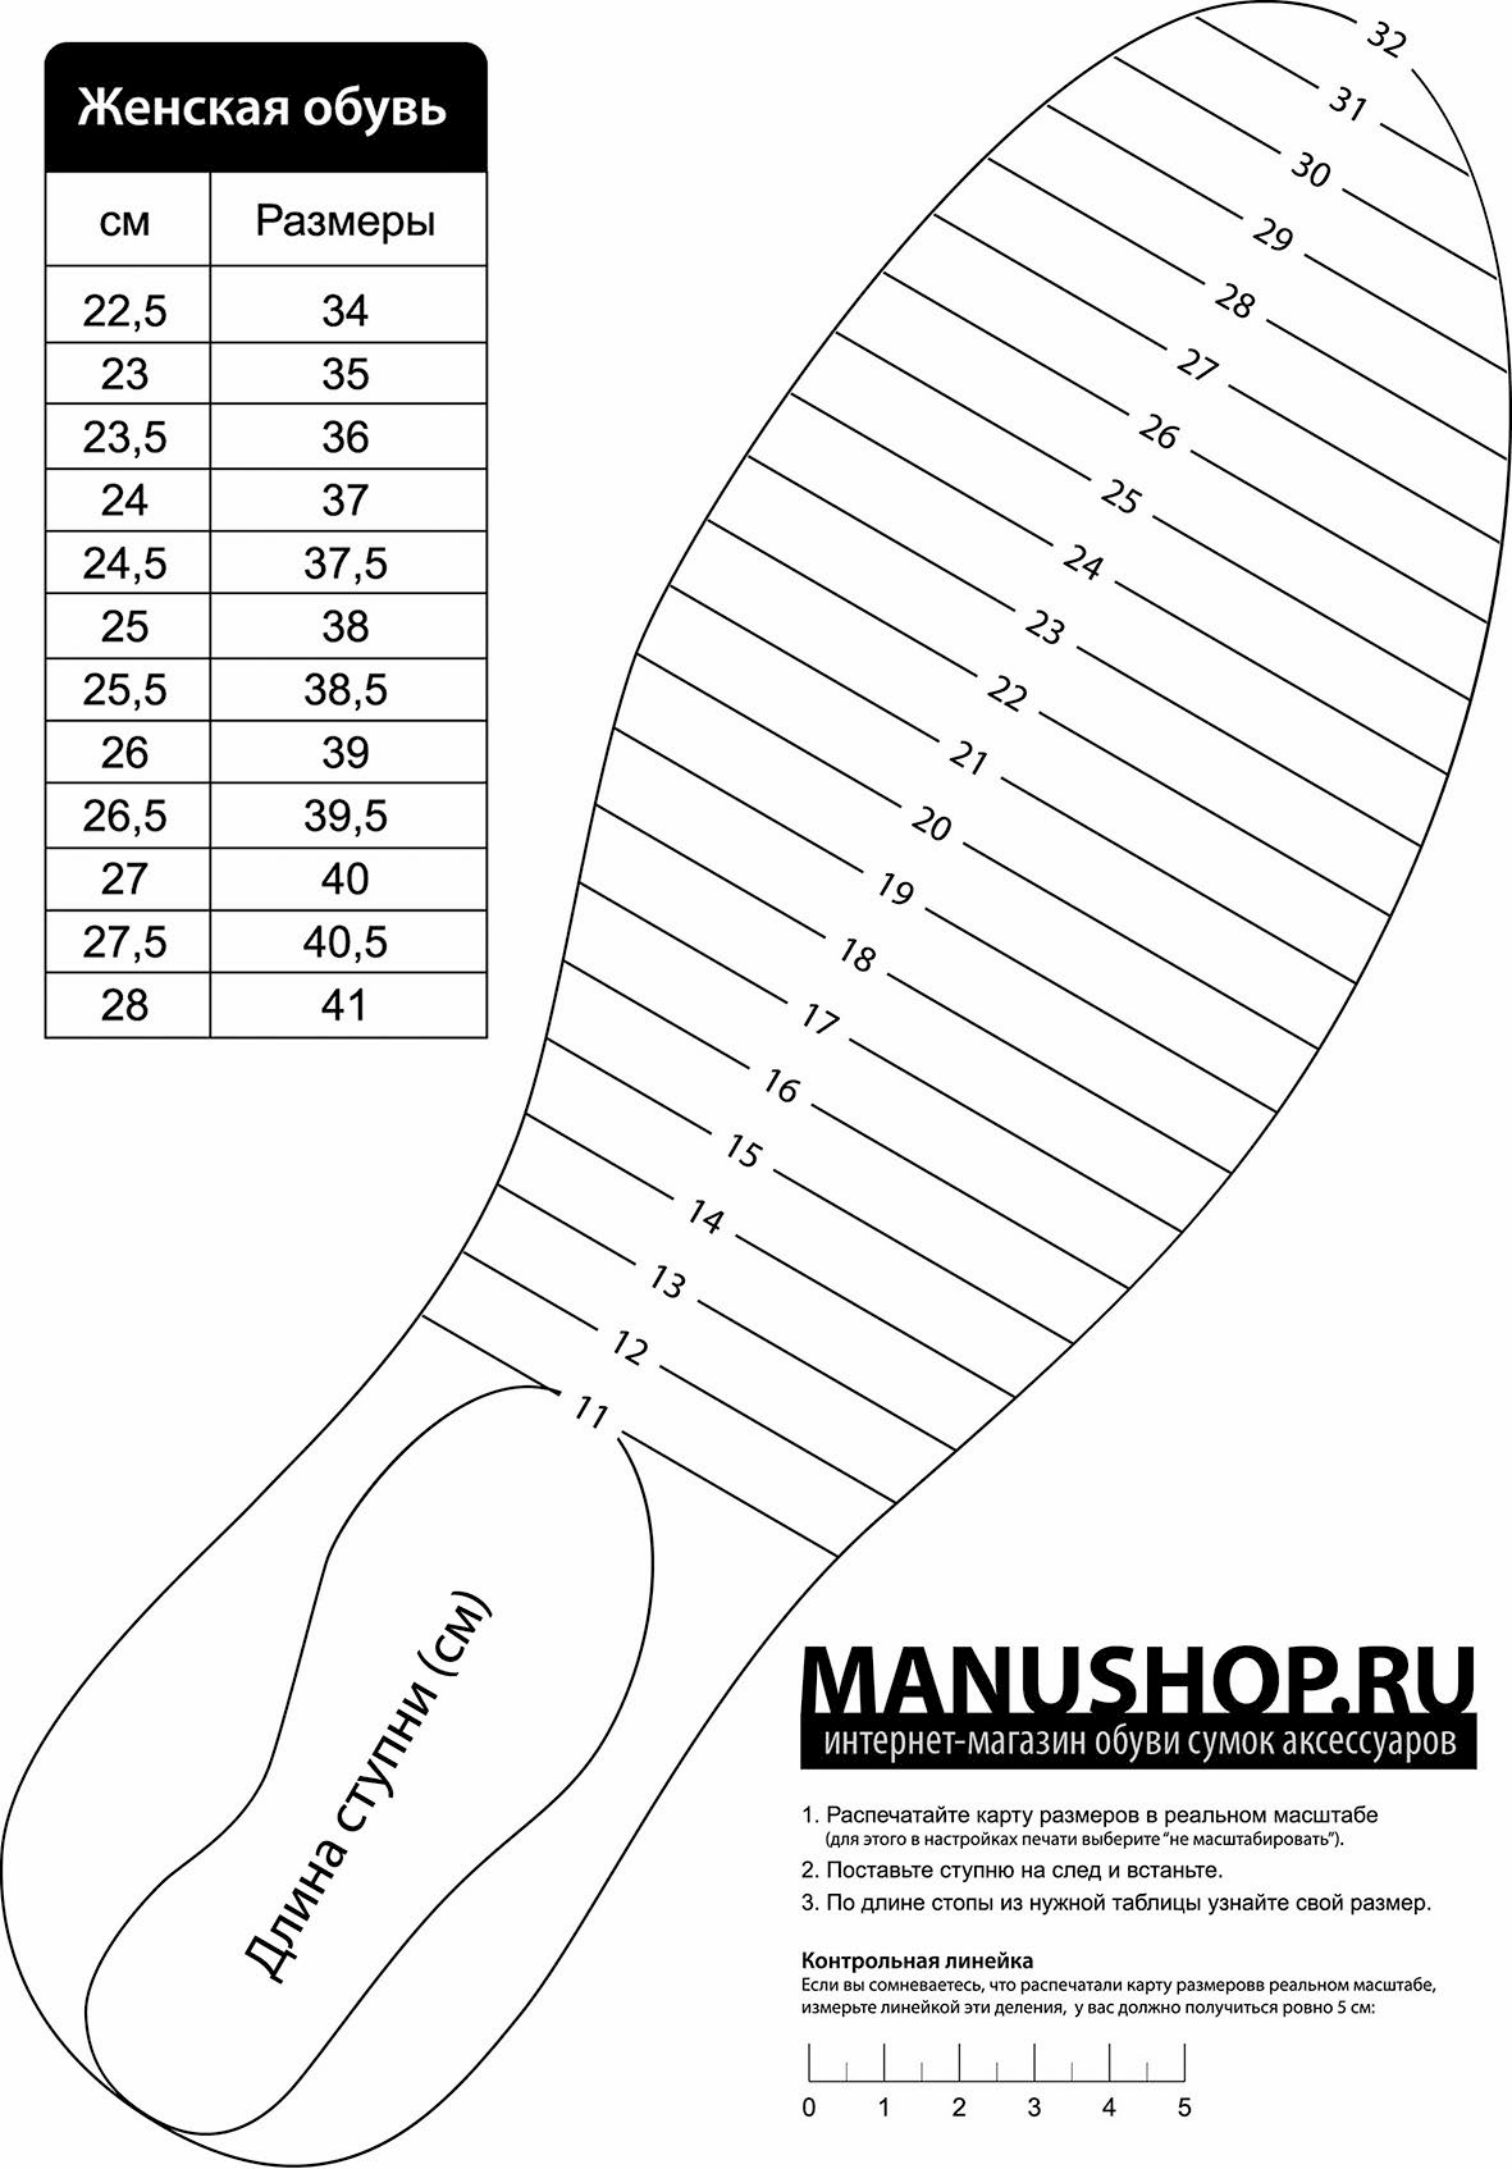 Женская обувь
см Размеры
22,5 34
23 35
23,5 36
24 37
24,5 37,5
25 38
25,5 38,5
26 39
26,5 39,5
27 40
27,5 40,5
28 41
32
31
30
29
28
27
26
25
24
23
22
21
20
19
18
17
16
15
14
13
12
11
Длина ступни (см)
MANUSHOP.RU
интернет-магазин обуви сумок аксессуаров
1. Распечатайте карту размеров в реальном масштабе
(для этого в настройках печати выберите “не масштабировать”).
2. Поставьте ступню на след и встаньте.
3. По длине стопы из нужной таблицы узнайте свой размер.
Контрольная линейка
Если вы сомневаетесь, что распечатали карту размеровв реальном масштабе,
измерьте линейкой эти деления, у вас должно получиться ровно 5 см:
0 1 2 3 4 5